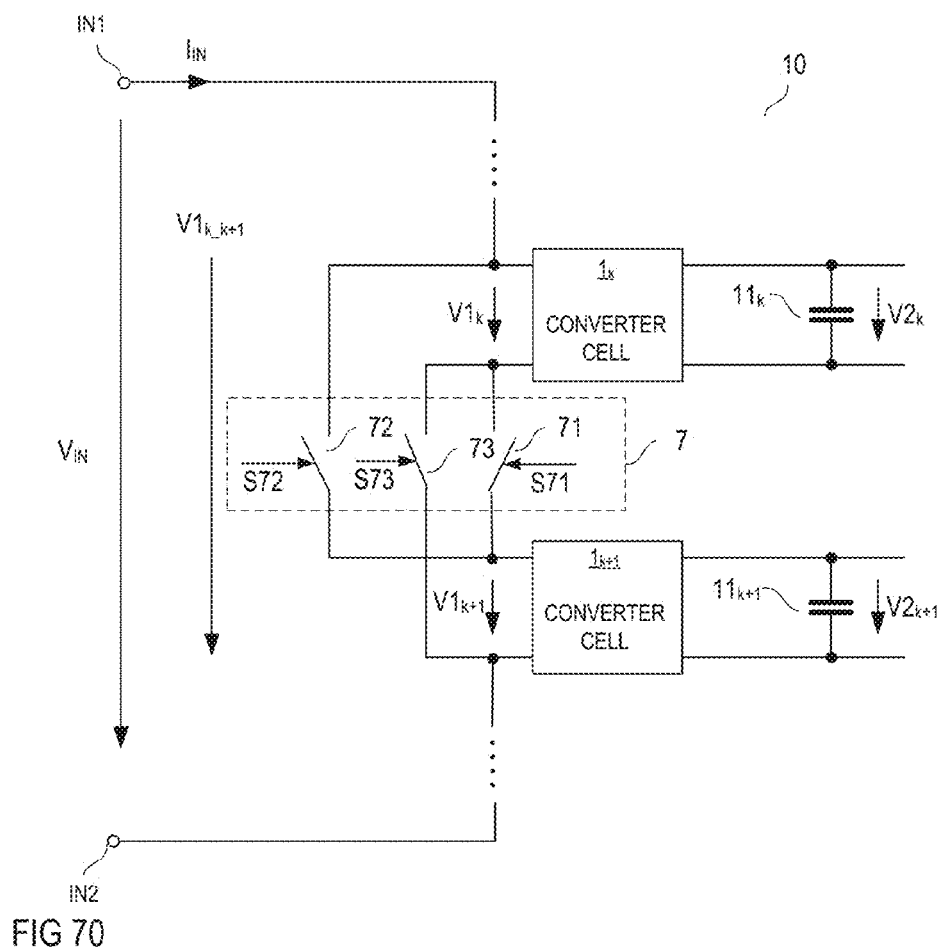 IN1
I_IN
10
V1_k_k+1
1_k
11_k
V1_k
V2_k
CONVERTER
CELL
72
73
71
7
V_IN
S72
S73
S71
1_k+1
11_k+1
V1_k+1
V2_k+1
CONVERTER
CELL
IN2
FIG 70